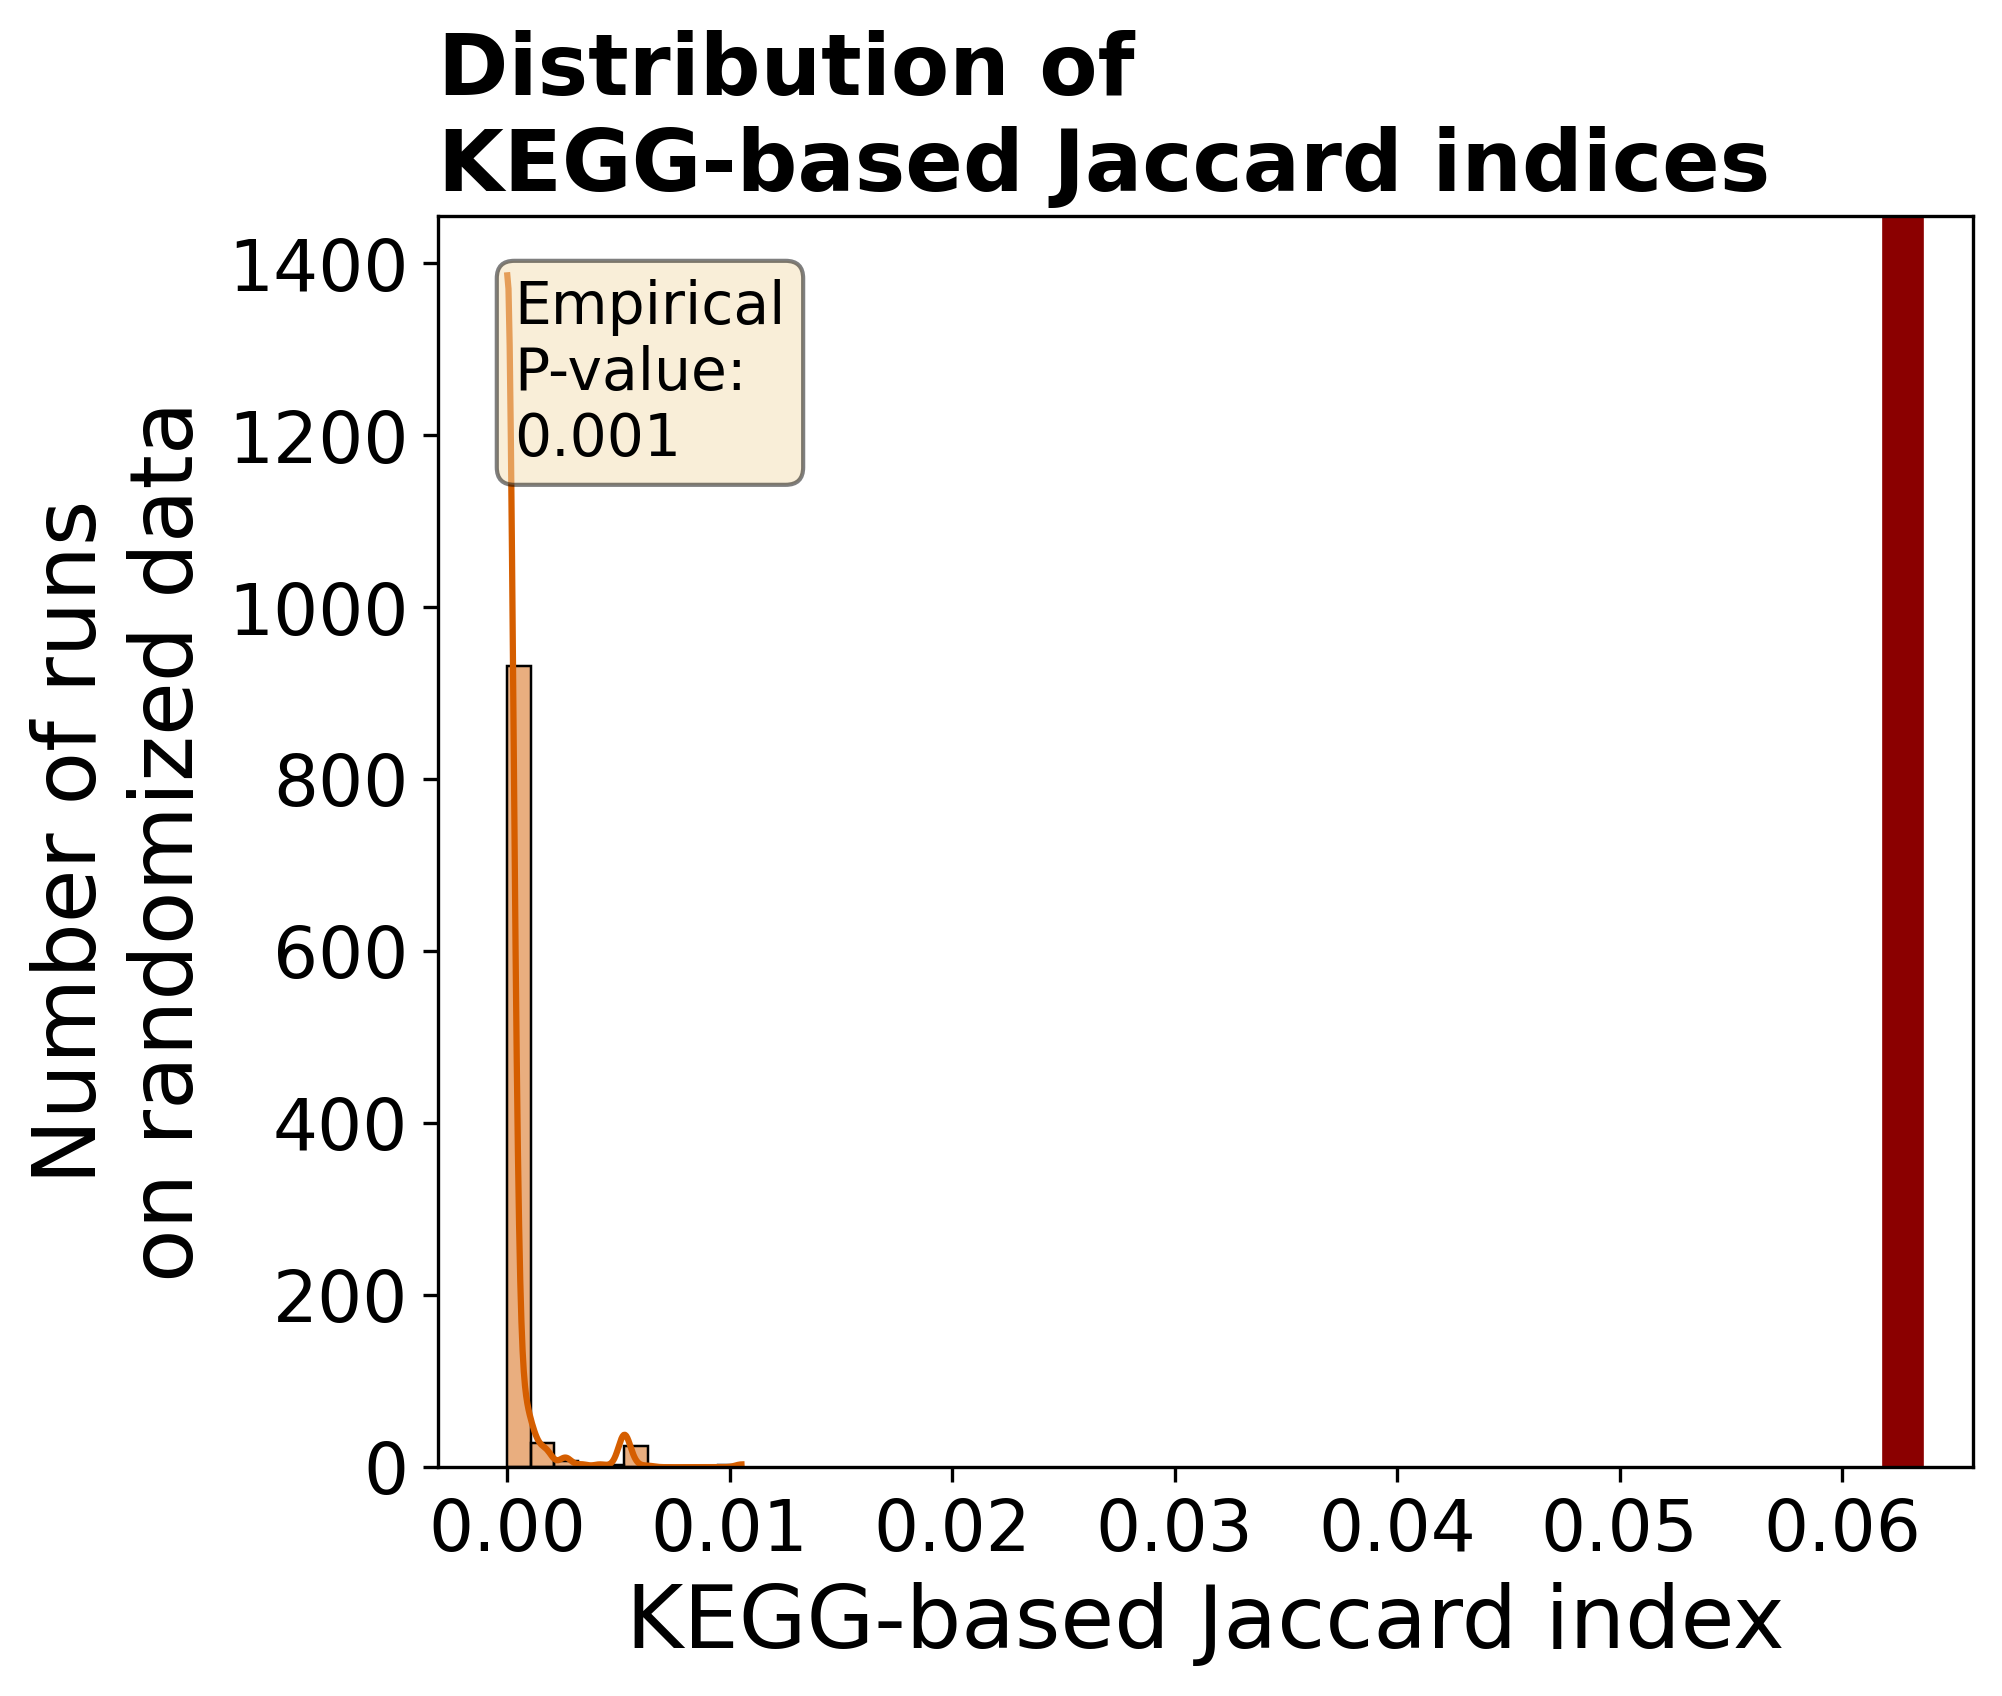 Distribution of
KEGG-based Jaccard indices
Number of runs
on randomized data
1400
1200
1000
800
600
400
200
0
Empirical
P-value:
0.001
0.00 0.01 0.02 0.03 0.04 0.05 0.06
KEGG-based Jaccard index